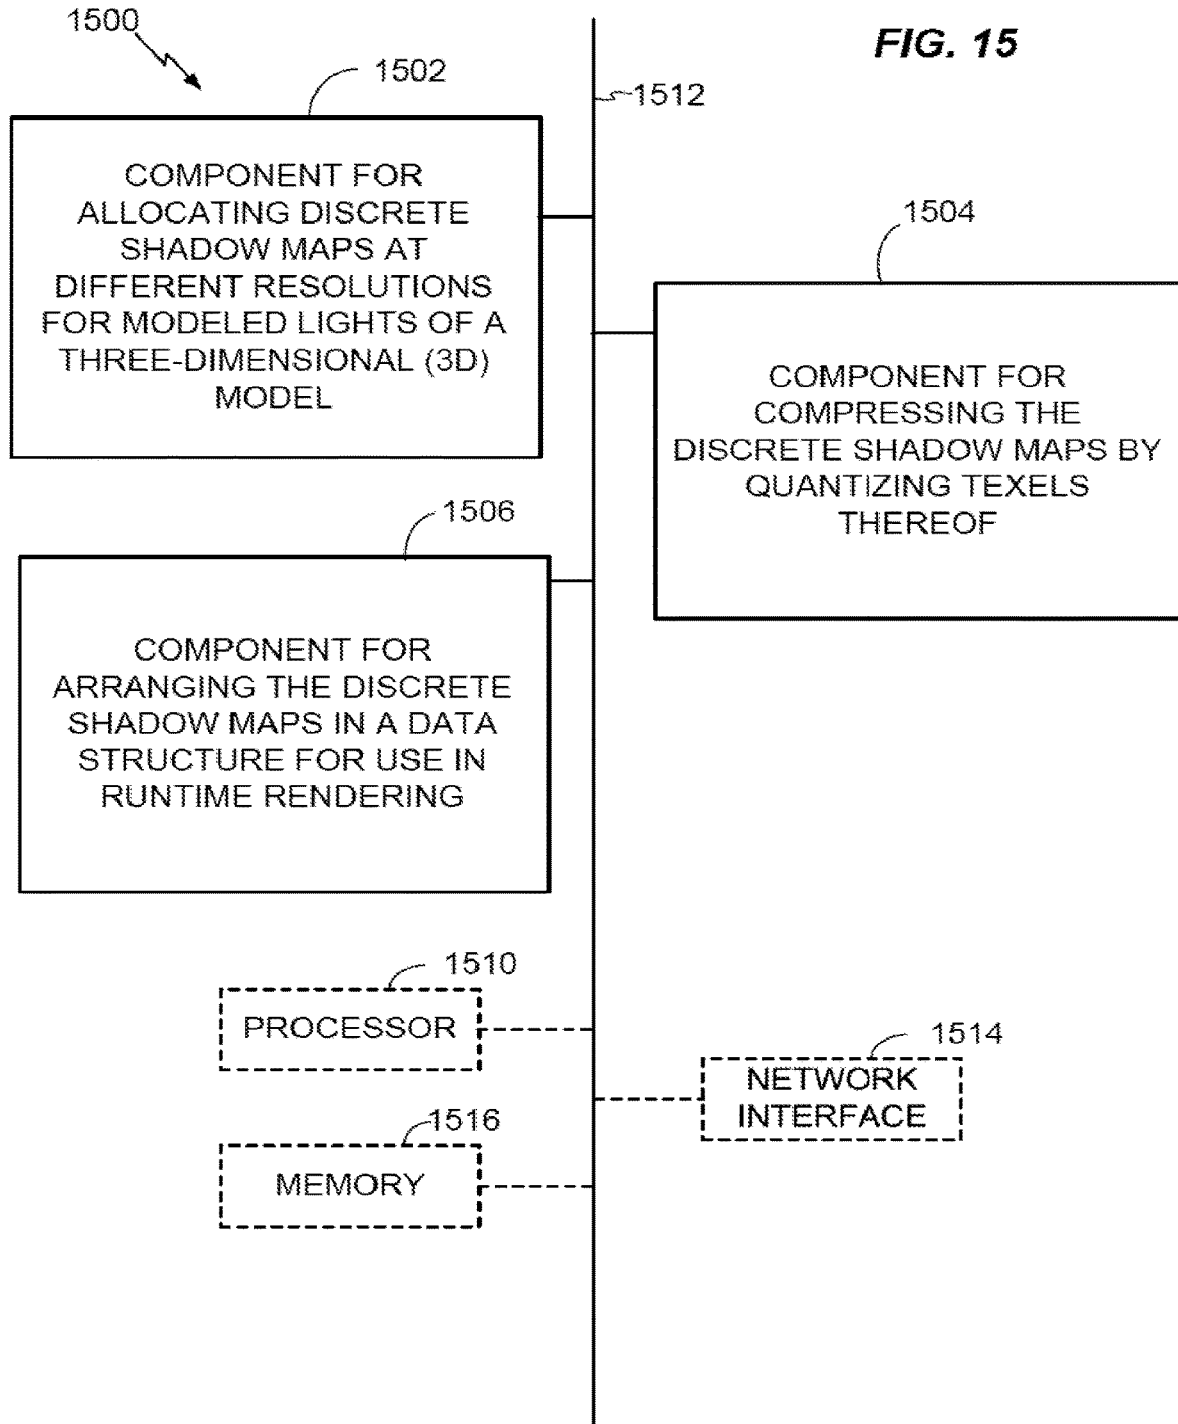 1500
FIG. 15
1502
1512
COMPONENT FOR
ALLOCATING DISCRETE
SHADOW MAPS AT
DIFFERENT RESOLUTIONS
FOR MODELED LIGHTS OF A
THREE-DIMENSIONAL (3D)
MODEL
1504
COMPONENT FOR
COMPRESSING THE
DISCRETE SHADOW MAPS BY
QUANTIZING TEXELS
THEREOF
1506
COMPONENT FOR
ARRANGING THE DISCRETE
SHADOW MAPS IN A DATA
STRUCTURE FOR USE IN
RUNTIME RENDERING
1510
PROCESSOR
1514
NETWORK
INTERFACE
1516
MEMORY